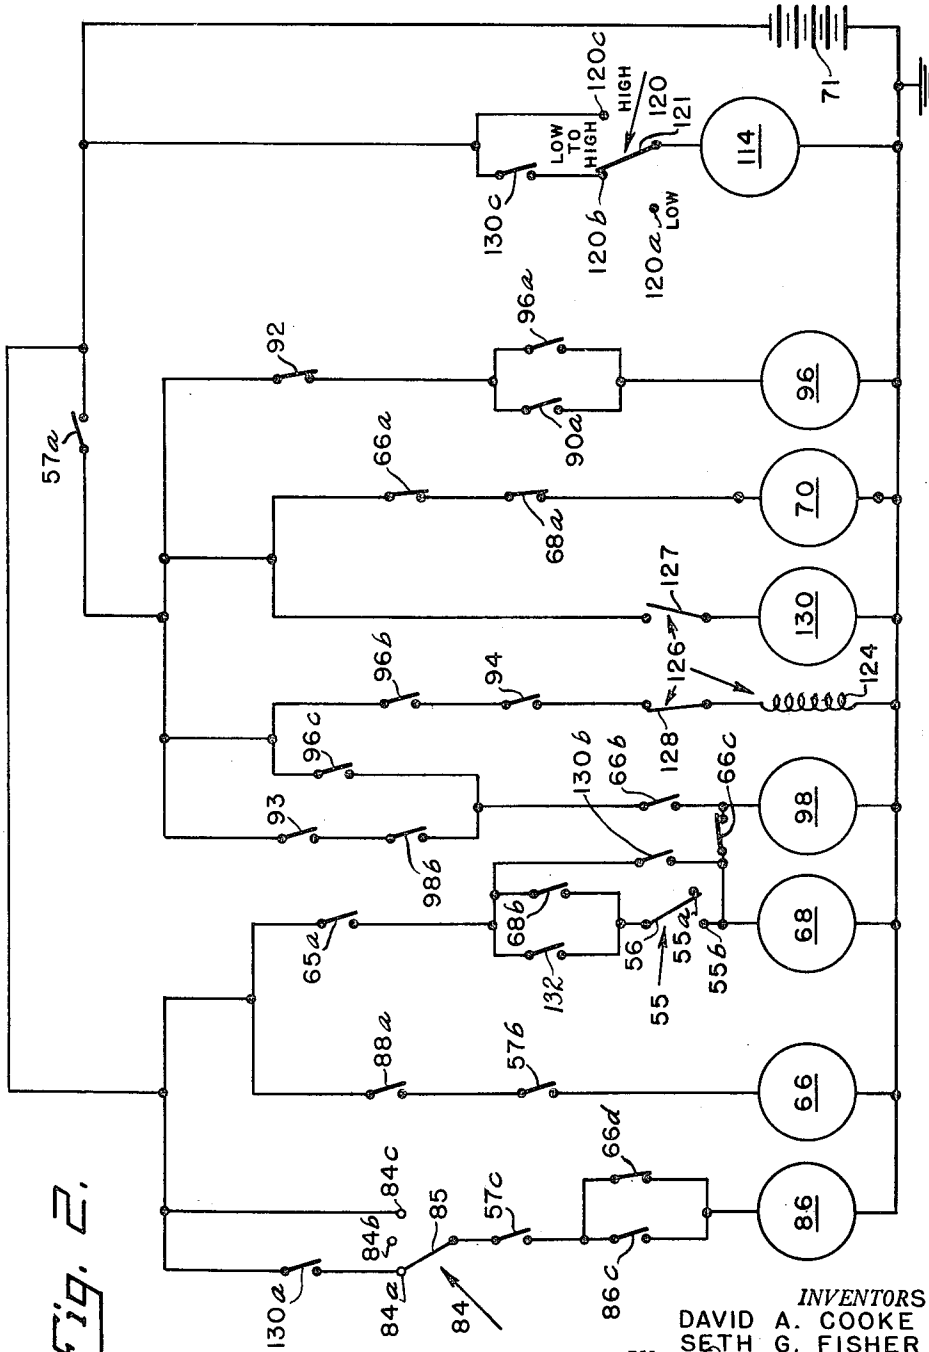 Fig. 2.
71
120c
HIGH
120
121
LOW
TO
HIGH
114
130c
120b
120a
LOW
57a
92
96a
90a
96
66a
68a
70
127
126
130
96b
94
128
124
96c
93
98b
130b
66b
66c
98
65a
68b
132
56
55a
55
55b
68
88a
57b
66
130a
84c
84b
84a
85
84
57c
66d
86c
86
INVENTORS
DAVID A. COOKE
SETH G. FISHER